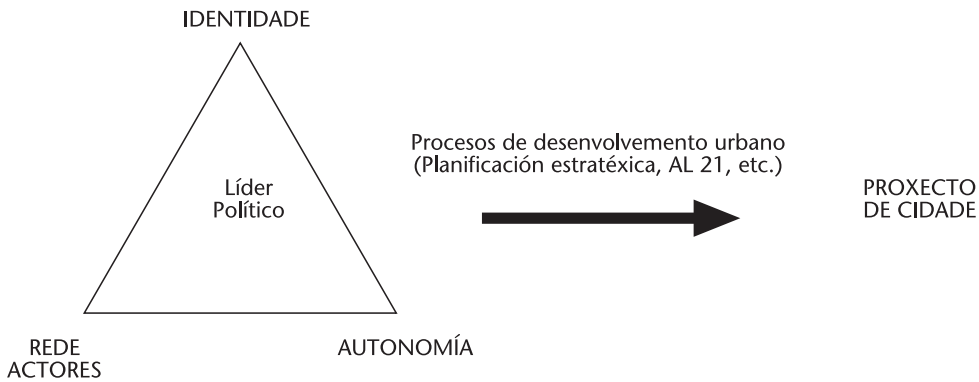 IDENTIDADE
Líder
Político
REDE
ACTORES
AUTONOMÍA
Procesos de desenvolvemento urbano
(Planificación estratéxica, AL 21, etc.)
PROXECTO
DE CIDADE